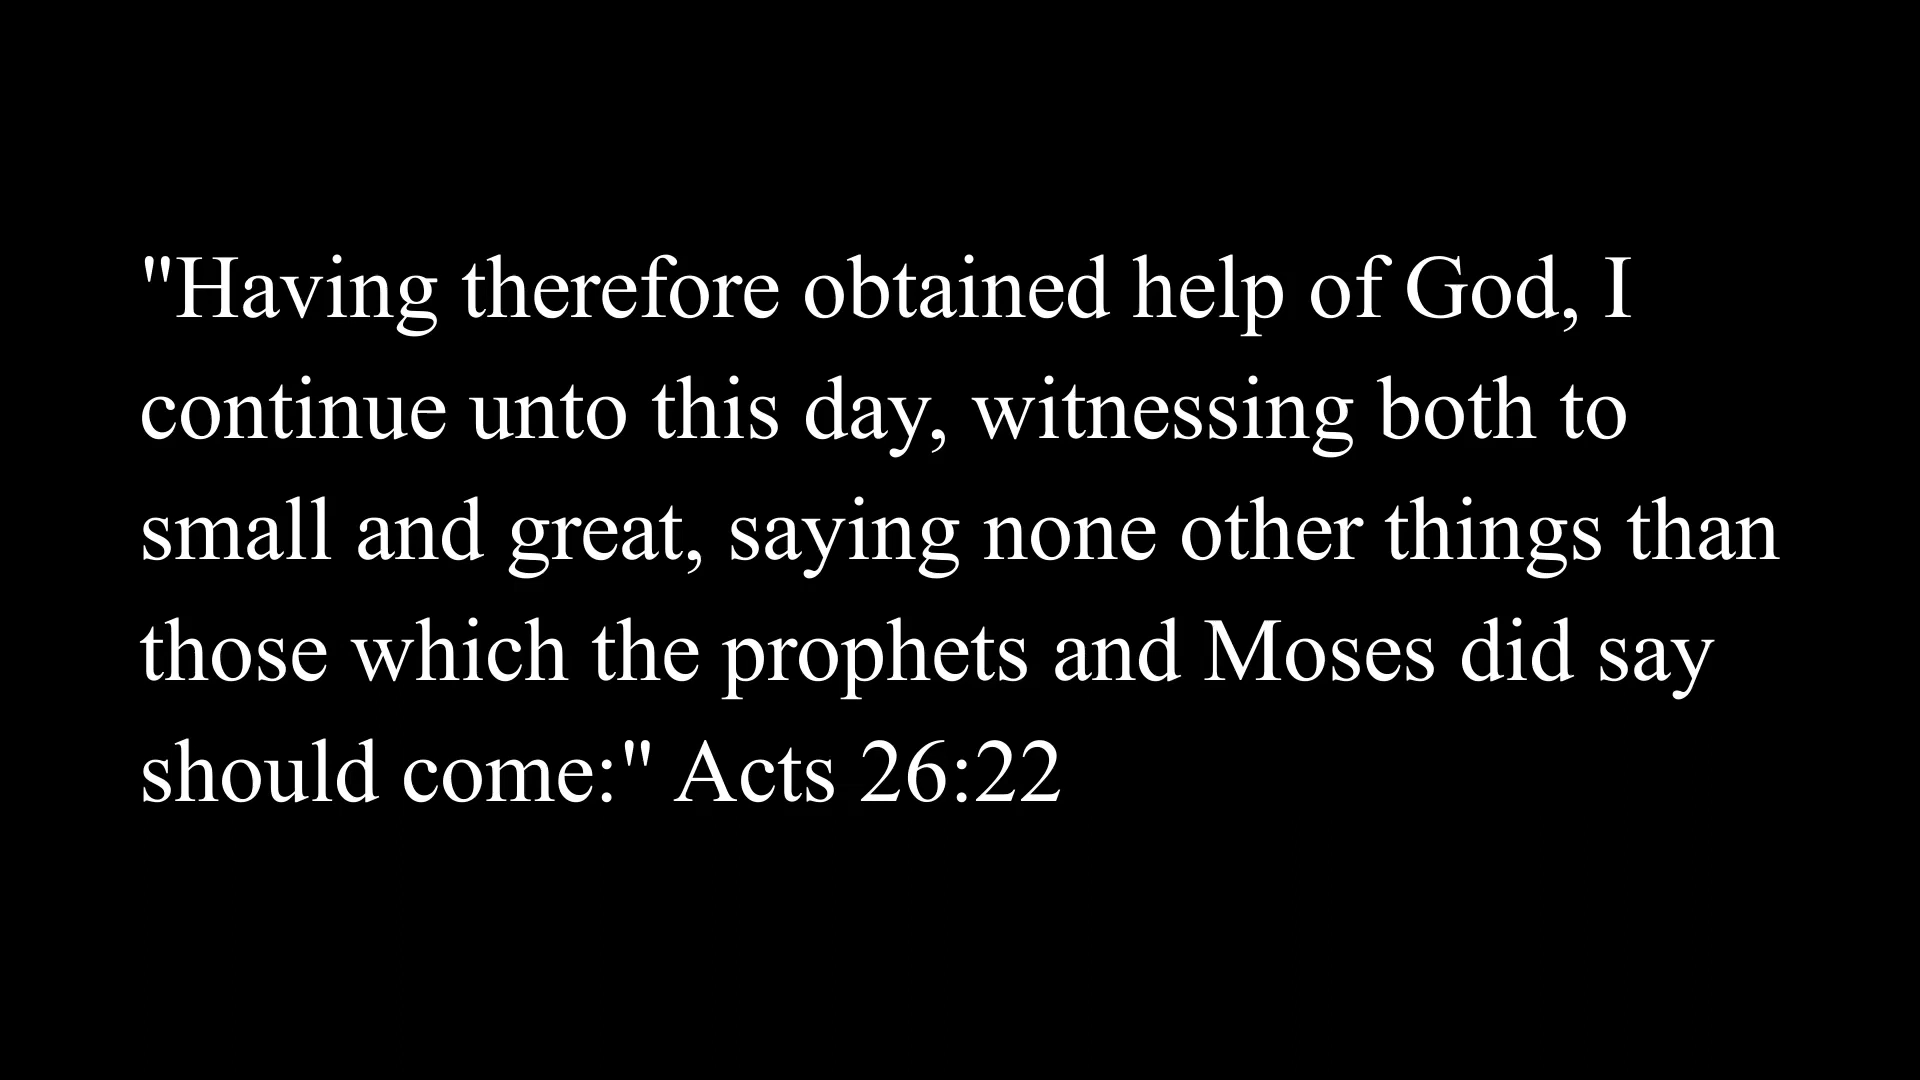 "Having therefore obtained help of God, I
continue unto this day, witnessing both to
small and great, saying none other things than
those which the prophets and Moses did say
should come:" Acts 26:22